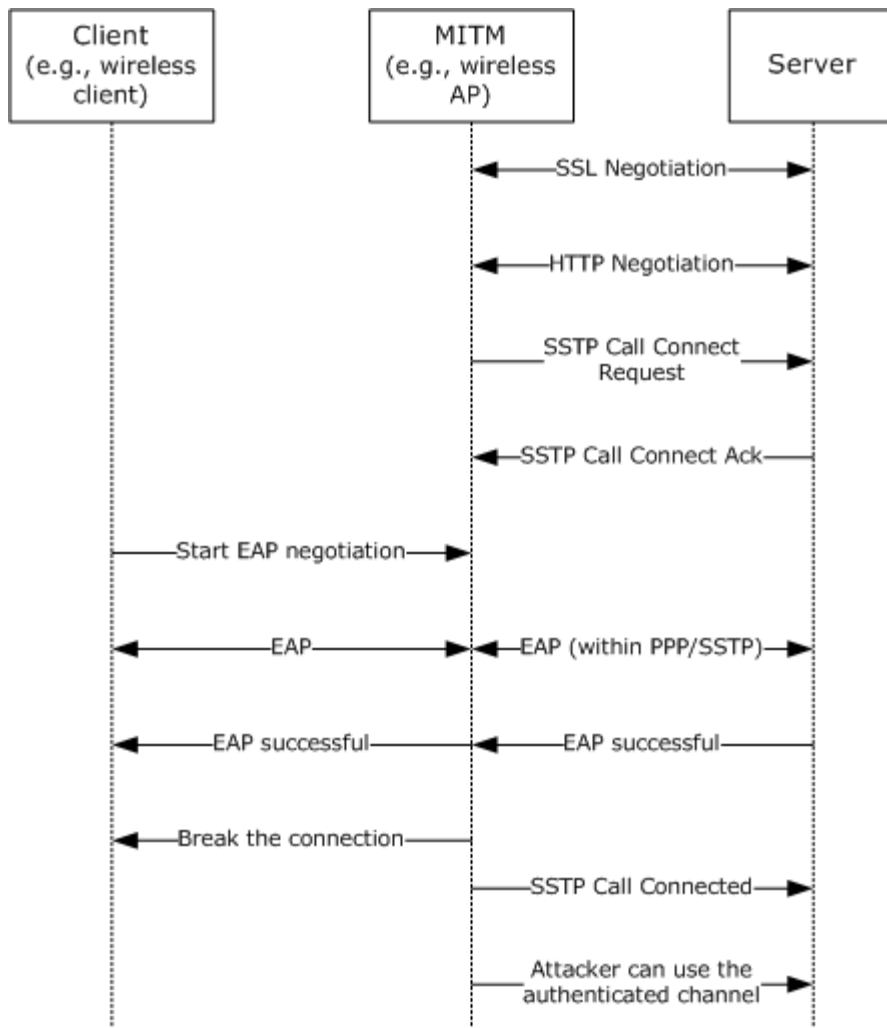 Client
(e.g., wireless
client)
MITM
(e.g., wireless
AP)
Server
SSL Negotiation
HTTP Negotiation
SSTP Call Connect
Request
SSTP Call Connect Ack
Start EAP negotiation
EAP
EAP (within PPP/SSTP)
EAP successful
EAP successful
Break the connection
SSTP Call Connected
Attacker can use the
authenticated channel